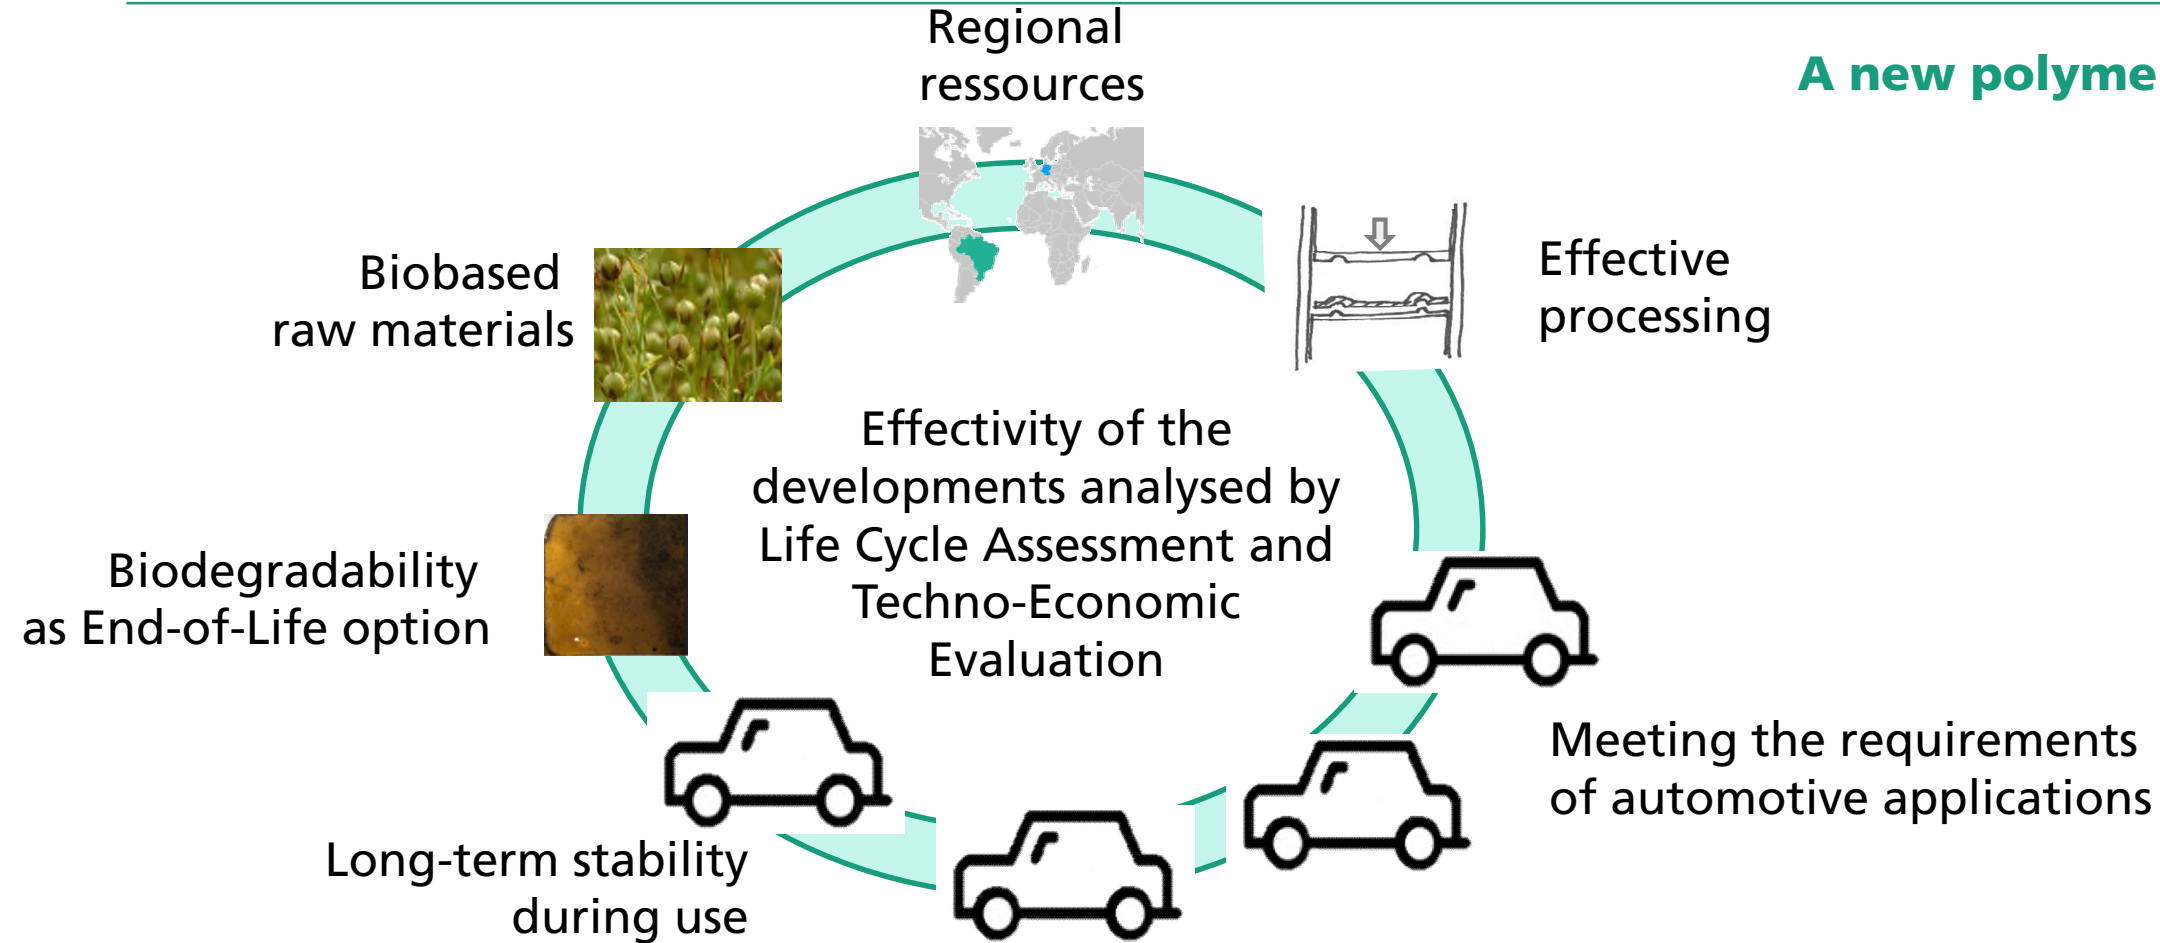 Regional
ressources
A new polyme
Biobased
raw materials
Effective
processing
Effectivity of the
developments analysed by
Life Cycle Assessment and
Techno-Economic
Evaluation
Biodegradability
as End-of-Life option
Meeting the requirements
of automotive applications
Long-term stability
during use